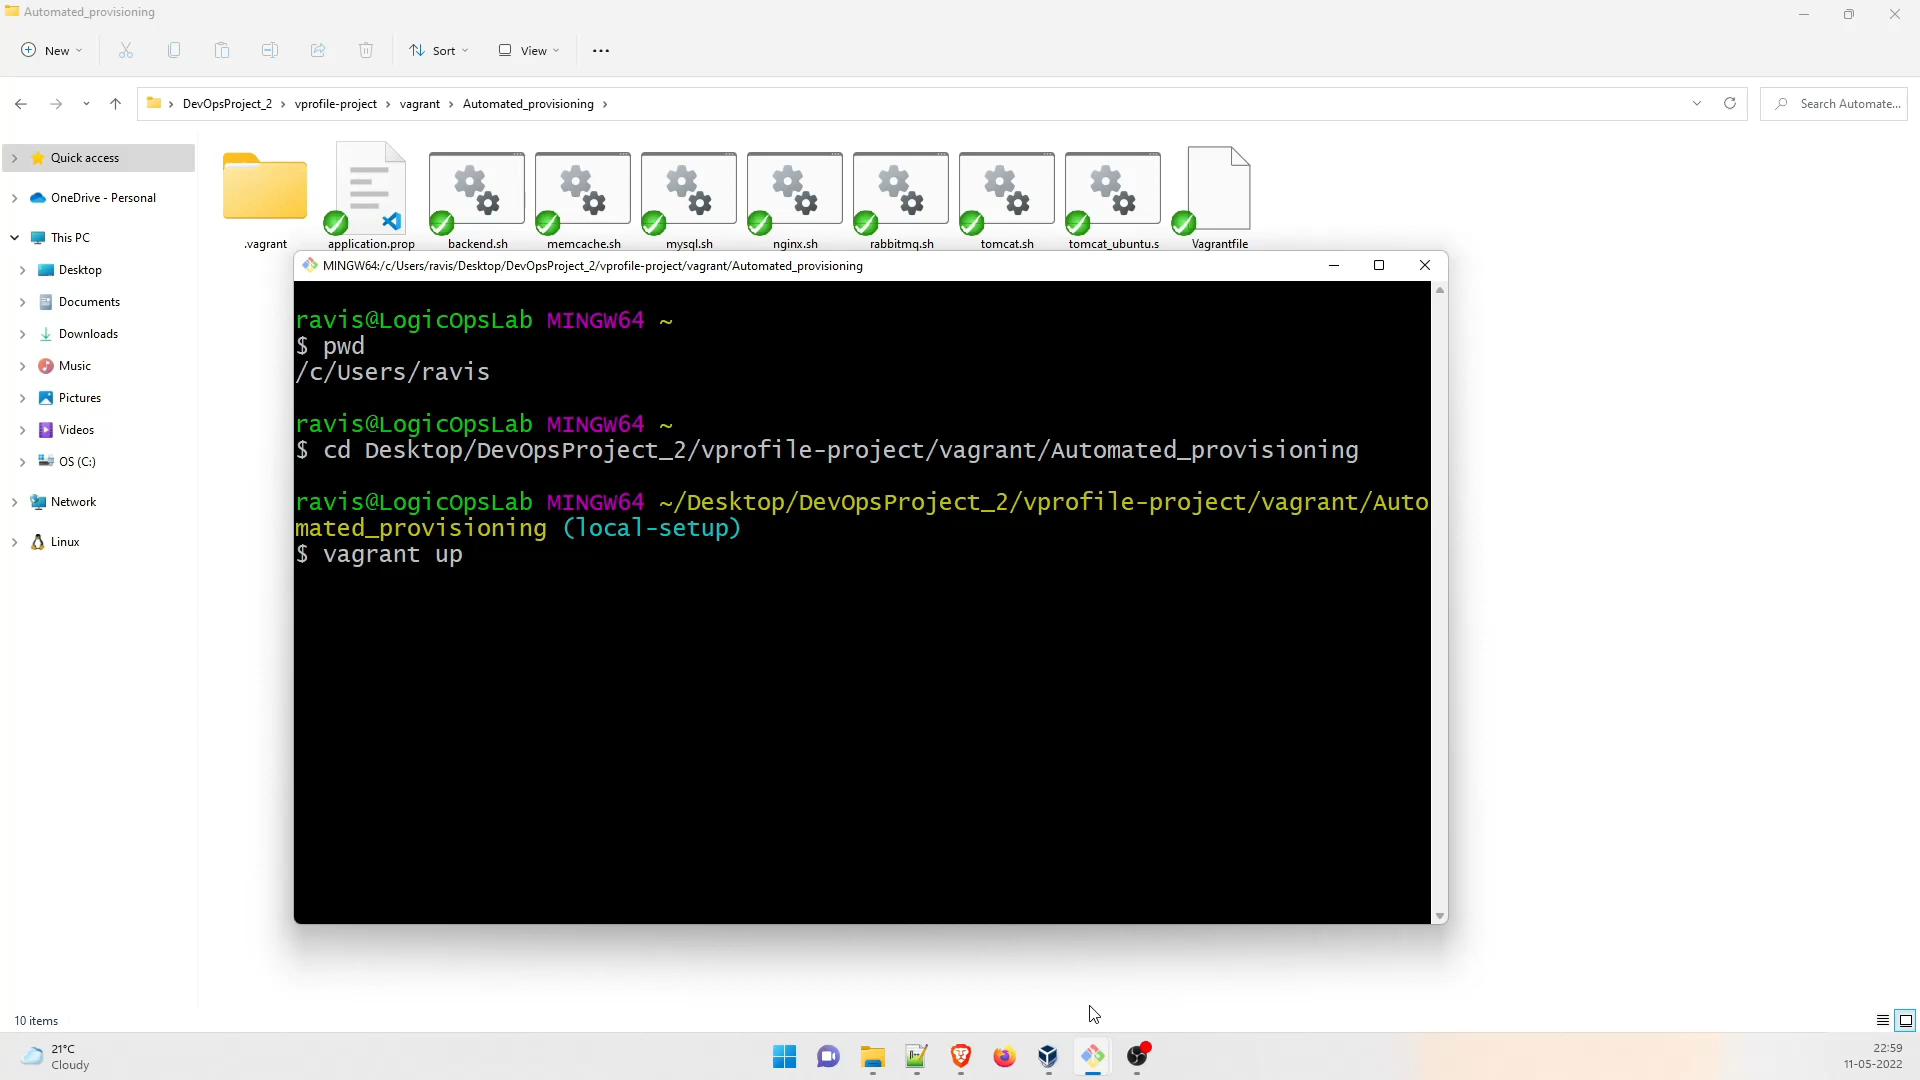 Automated_provisioning
New
Sort
View
DevOpsProject_2 > vprofile-project > vagrant > Automated_provisioning >
Search Automate...
Quick access
OneDrive - Personal
This PC
Desktop
Documents
Downloads
Music
Pictures
Videos
OS (C:)
Network
Linux
.vagrant
application.prop
backend.sh
memcache.sh
mysql.sh
nginx.sh
rabbitmq.sh
tomcat.sh
tomcat_ubuntu.s
Vagrantfile
MINGW64:/c/Users/ravis/Desktop/DevOpsProject_2/vprofile-project/vagrant/Automated_provisioning
ravis@LogicOpsLab MINGW64 ~
$ pwd
/c/Users/ravis
ravis@LogicOpsLab MINGW64 ~
$ cd Desktop/DevOpsProject_2/vprofile-project/vagrant/Automated_provisioning
ravis@LogicOpsLab MINGW64 ~/Desktop/DevOpsProject_2/vprofile-project/vagrant/Auto
mated_provisioning (local-setup)
$ vagrant up
10 items
21°C
Cloudy
22:59
11-05-2022